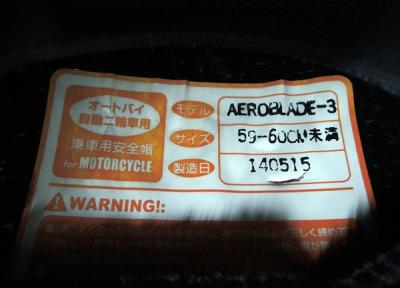 オートバイ
自動二輪車用
乗車用安全帽
for MOTORCYCLE
モデル AEROBLADE-3
サイズ 59-60CM未満
製造日 140515
WARNING!: